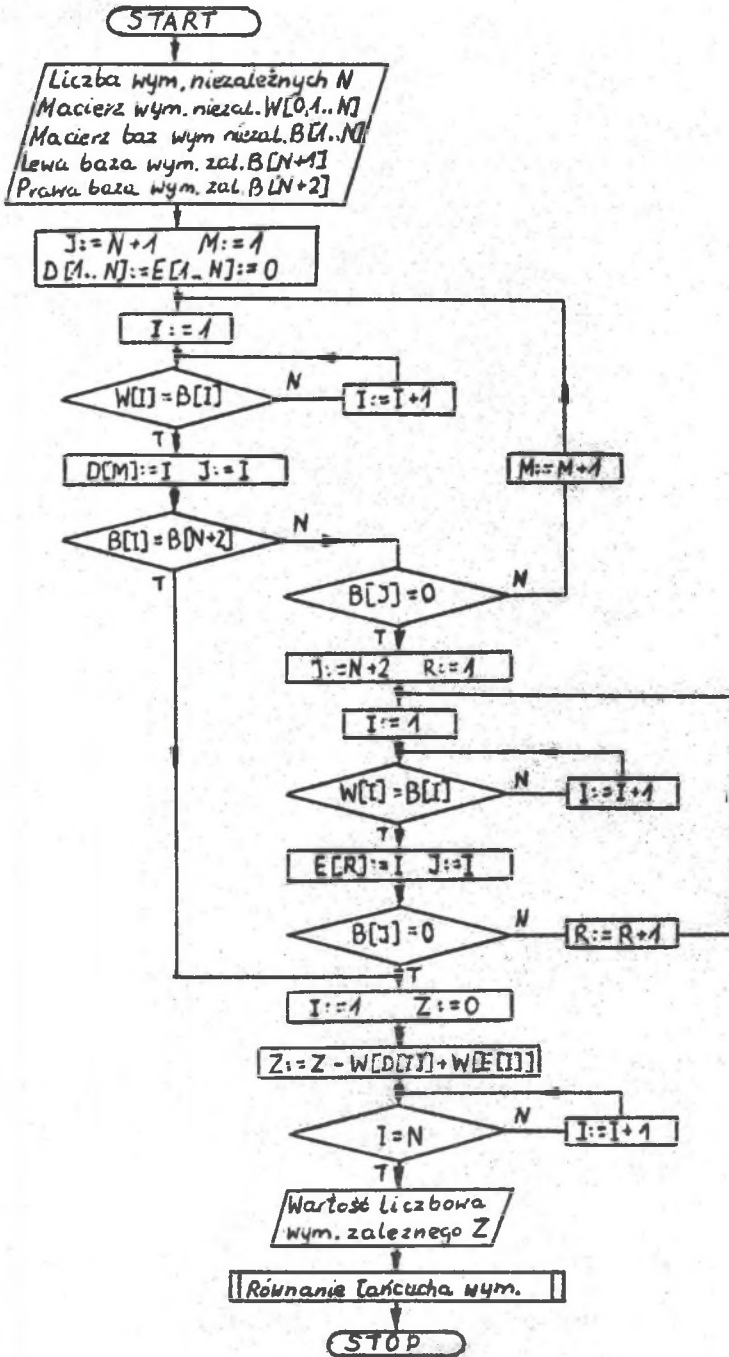 START
Liczba wym. niezależnych N
Macierz wym. niezal. W[0,1..N]
Macierz baz wym niezal. B[1..N]
Lewa baza wym. zal. B[N+1]
Prawa baza wym. zal. B[N+2]
J:=N+1 M:=1
D[1..N]:=E[1..N]:=0
I:=1
W[I]=B[I]
N
I:=I+1
T
D[M]:=I J:=I
M:=M+1
B[I]=B[N+2]
N
T
B[J]=0
N
T
J:=N+2 R:=1
I:=1
W[I]=B[I]
N
I:=I+1
T
E[R]:=I J:=I
B[J]=0
N
R:=R+1
T
I:=1 Z:=0
Z:=Z-W[D[I]]+W[E[I]]
I=N
N
I:=I+1
T
Wartość liczbowa
wym. zależnego Z
Równanie łańcucha wym.
STOP